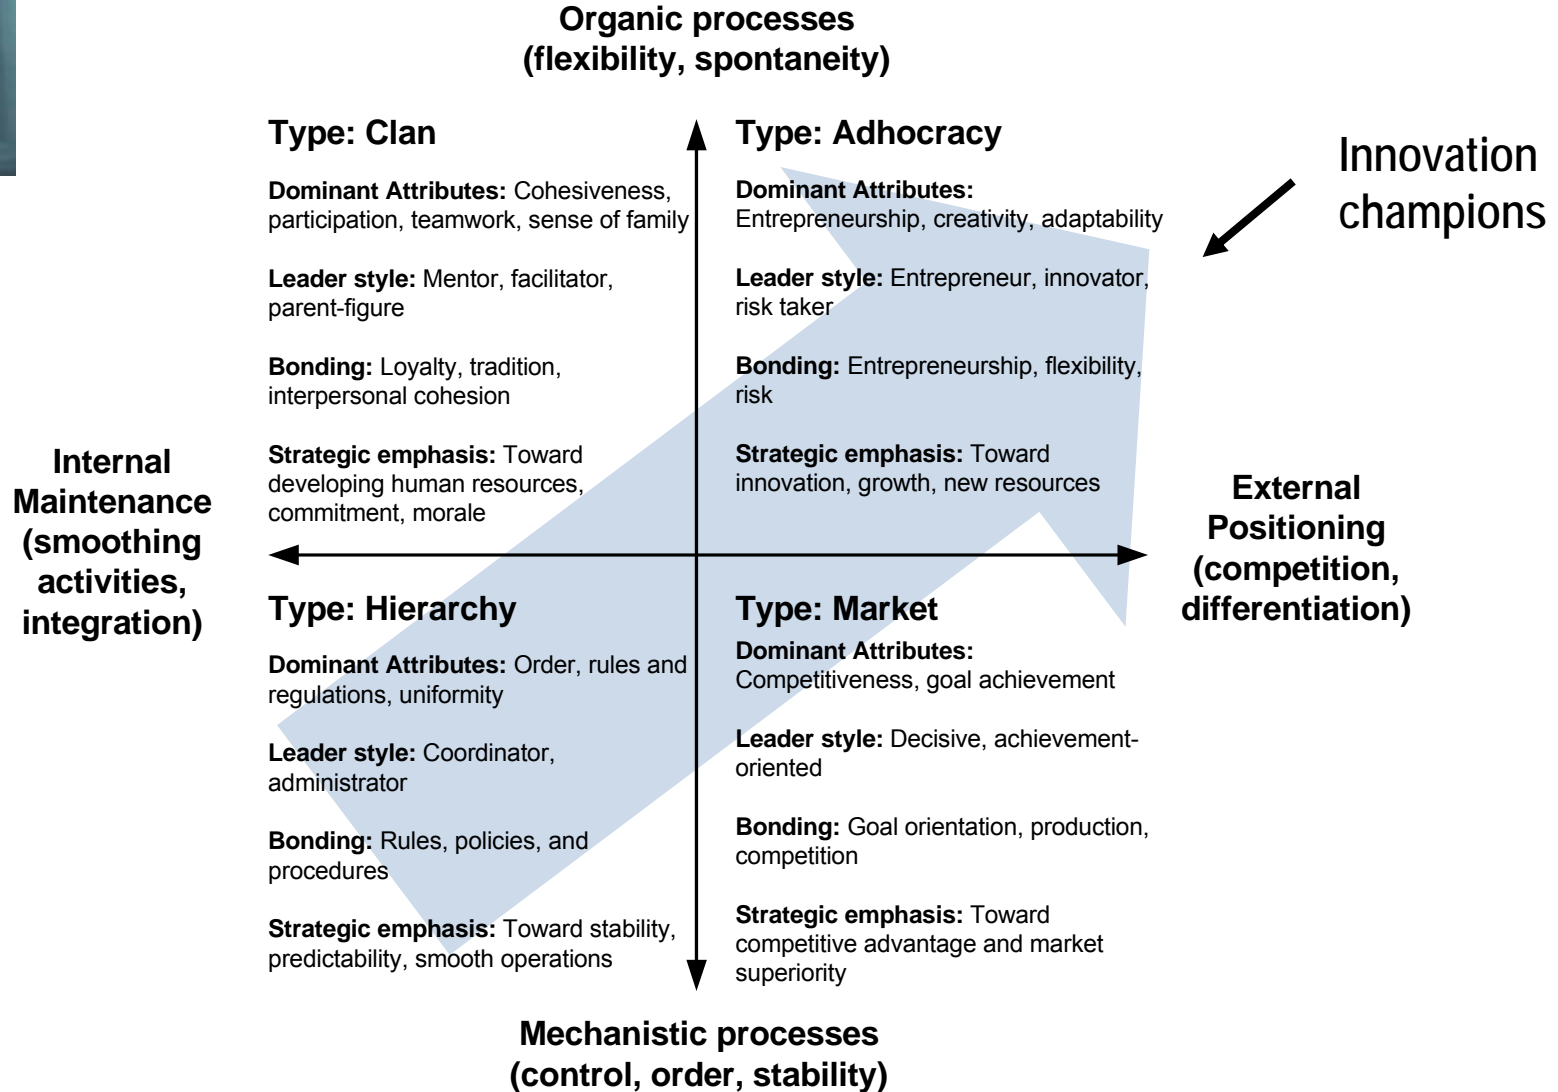 Organic processes
(flexibility, spontaneity)
Type: Clan
Dominant Attributes: Cohesiveness,
participation, teamwork, sense of family
Leader style: Mentor, facilitator,
parent-figure
Bonding: Loyalty, tradition,
interpersonal cohesion
Strategic emphasis: Toward
developing human resources,
commitment, morale
Type: Adhocracy
Dominant Attributes:
Entrepreneurship, creativity, adaptability
Leader style: Entrepreneur, innovator,
risk taker
Bonding: Entrepreneurship, flexibility,
risk
Strategic emphasis: Toward
innovation, growth, new resources
Innovation
champions
Internal
Maintenance
(smoothing
activities,
integration)
External
Positioning
(competition,
differentiation)
Type: Hierarchy
Dominant Attributes: Order, rules and
regulations, uniformity
Leader style: Coordinator,
administrator
Bonding: Rules, policies, and
procedures
Strategic emphasis: Toward stability,
predictability, smooth operations
Type: Market
Dominant Attributes:
Competitiveness, goal achievement
Leader style: Decisive, achievement-
oriented
Bonding: Goal orientation, production,
competition
Strategic emphasis: Toward
competitive advantage and market
superiority
Mechanistic processes
(control, order, stability)